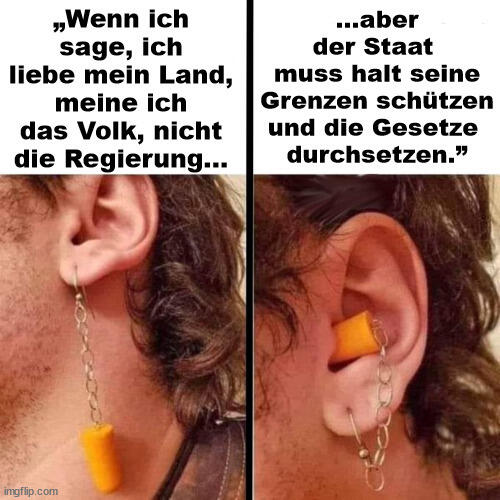 „Wenn ich
sage, ich
liebe mein Land,
meine ich
das Volk, nicht
die Regierung...
...aber
der Staat
muss halt seine
Grenzen schützen
und die Gesetze
durchsetzen.”
imgflip.com